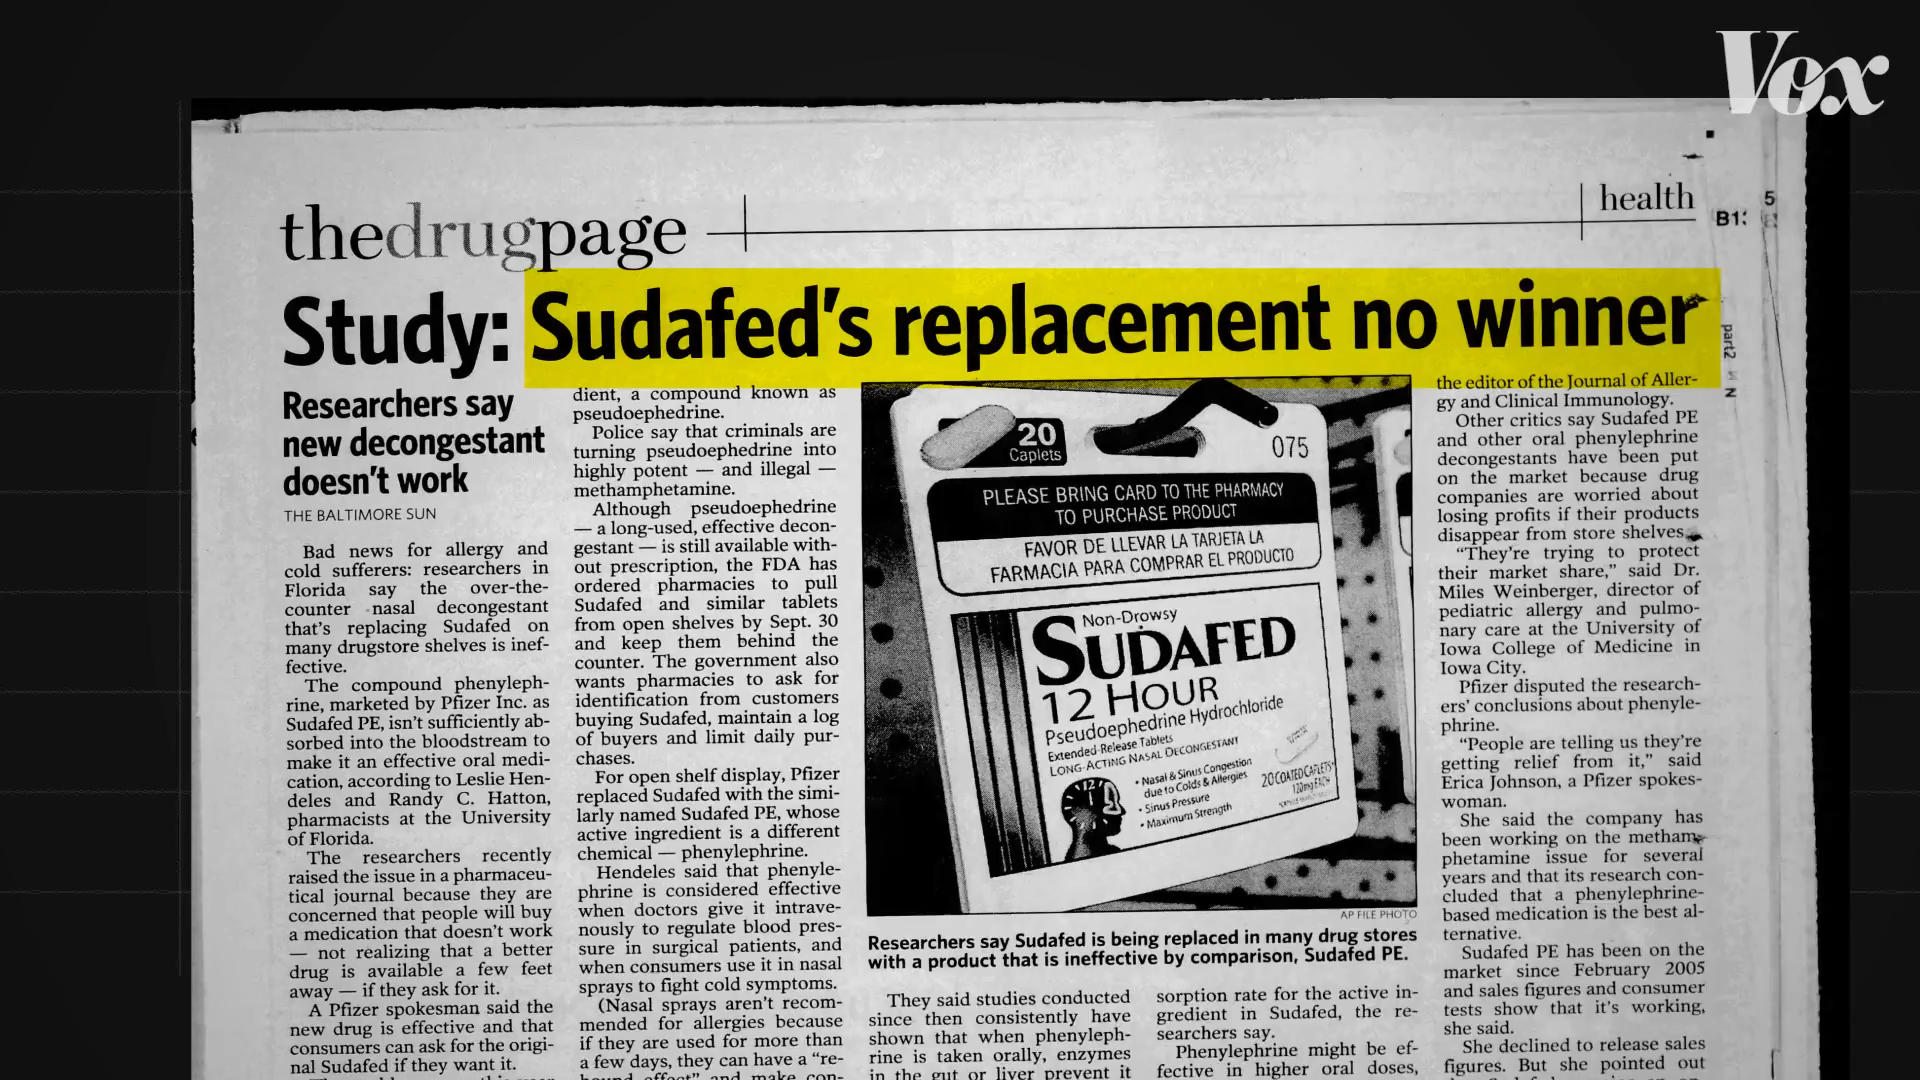 Vox
thedrugpage
health
5
B1:
Study: Sudafed's replacement no winner
part2
N
Researchers say
new decongestant
doesn't work
THE BALTIMORE SUN
Bad news for allergy and
cold sufferers: researchers in
Florida say the over-the-
counter nasal decongestant
that's replacing Sudafed on
many drugstore shelves is inef-
fective.
The compound phenyleph-
rine, marketed by Pfizer Inc. as
Sudafed PE, isn't sufficiently ab-
sorbed into the bloodstream to
make it an effective oral medi-
cation, according to Leslie Hen-
deles and Randy C. Hatton,
pharmacists at the University
of Florida.
The researchers recently
raised the issue in a pharmaceu-
tical journal because they are
concerned that people will buy
a medication that doesn't work
— not realizing that a better
drug is available a few feet
away — if they ask for it.
A Pfizer spokesman said the
new drug is effective and that
consumers can ask for the origi-
nal Sudafed if they want it.
dient, a compound known as
pseudoephedrine.
Police say that criminals are
turning pseudoephedrine into
highly potent — and illegal —
methamphetamine.
Although pseudoephedrine
— a long-used, effective decon-
gestant — is still available with-
out prescription, the FDA has
ordered pharmacies to pull
Sudafed and similar tablets
from open shelves by Sept. 30
and keep them behind the
counter. The government also
wants pharmacies to ask for
identification from customers
buying Sudafed, maintain a log
of buyers and limit daily pur-
chases.
For open shelf display, Pfizer
replaced Sudafed with the simi-
larly named Sudafed PE, whose
active ingredient is a different
chemical — phenylephrine.
Hendeles said that phenyle-
phrine is considered effective
when doctors give it intrave-
nously to regulate blood pres-
sure in surgical patients, and
when consumers use it in nasal
sprays to fight cold symptoms.
(Nasal sprays aren't recom-
mended for allergies because
if they are used for more than
a few days, they can have a "re-
bound effect" and make con-
20
Caplets
075
PLEASE BRING CARD TO THE PHARMACY
TO PURCHASE PRODUCT
FAVOR DE LLEVAR LA TARJETA LA
FARMACIA PARA COMPRAR EL PRODUCTO
Non-Drowsy
SUDAFED
12 HOUR
Pseudoephedrine Hydrochloride
Extended-Release Tablets
LONG-ACTING NASAL DECONGESTANT
• Nasal & Sinus Congestion
due to Colds & Allergies
• Sinus Pressure
• Maximum Strength
20 COATED CAPLETS
120mg EACH
12
AP FILE PHOTO
Researchers say Sudafed is being replaced in many drug stores
with a product that is ineffective by comparison, Sudafed PE.
They said studies conducted
since then consistently have
shown that when phenyleph-
rine is taken orally, enzymes
in the gut or liver prevent it
sorption rate for the active in-
gredient in Sudafed, the re-
searchers say.
Phenylephrine might be ef-
fective in higher oral doses,
the editor of the Journal of Aller-
gy and Clinical Immunology.
Other critics say Sudafed PE
and other oral phenylephrine
decongestants have been put
on the market because drug
companies are worried about
losing profits if their products
disappear from store shelves.
"They're trying to protect
their market share," said Dr.
Miles Weinberger, director of
pediatric allergy and pulmo-
nary care at the University of
Iowa College of Medicine in
Iowa City.
Pfizer disputed the research-
ers' conclusions about phenyle-
phrine.
"People are telling us they're
getting relief from it," said
Erica Johnson, a Pfizer spokes-
woman.
She said the company has
been working on the metham-
phetamine issue for several
years and that its research con-
cluded that a phenylephrine-
based medication is the best al-
ternative.
Sudafed PE has been on the
market since February 2005
and sales figures and consumer
tests show that it's working,
she said.
She declined to release sales
figures. But she pointed out